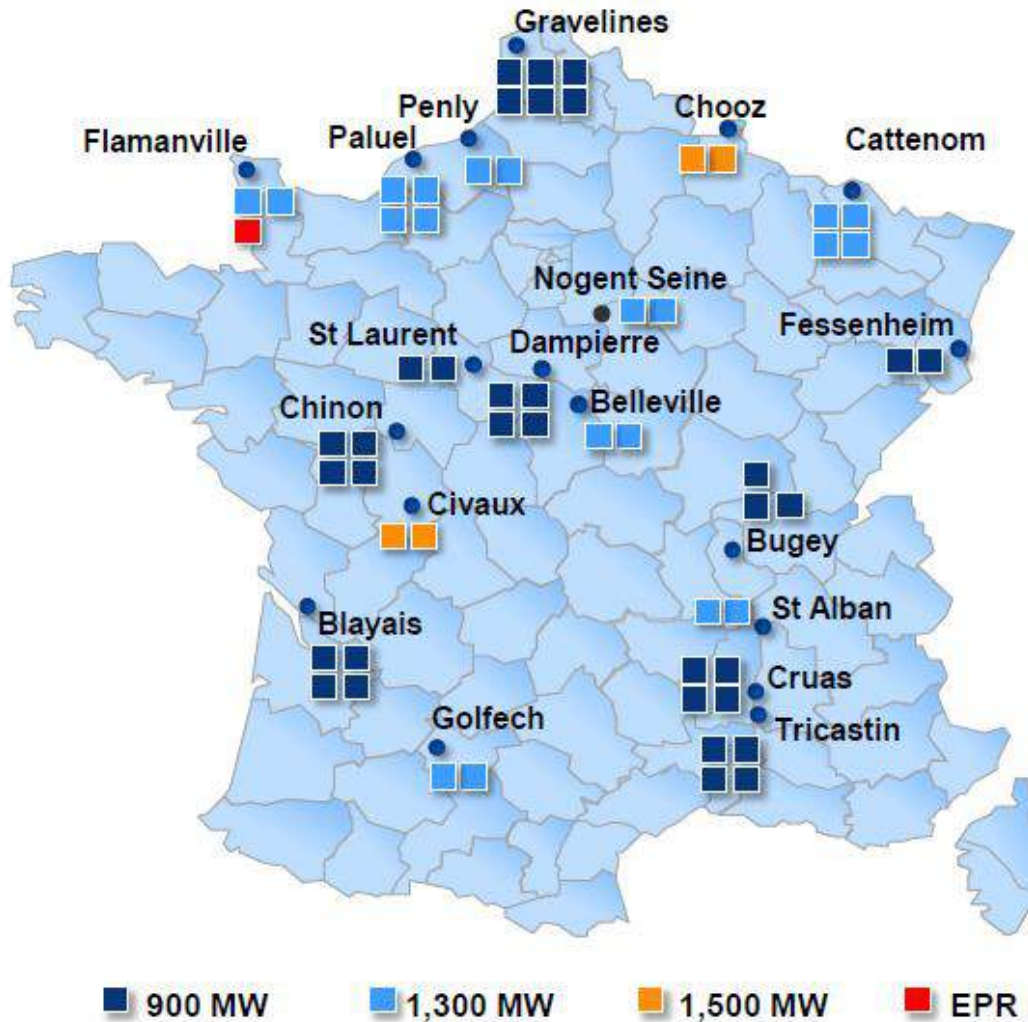 Gravelines
Penly
Chooz
Flamanville
Paluel
Cattenom
Nogent Seine
St Laurent
Dampierre
Fessenheim
Chinon
Belleville
Civaux
Bugey
Blayais
St Alban
Cruas
Golfech
Tricastin
900 MW
1,300 MW
1,500 MW
EPR